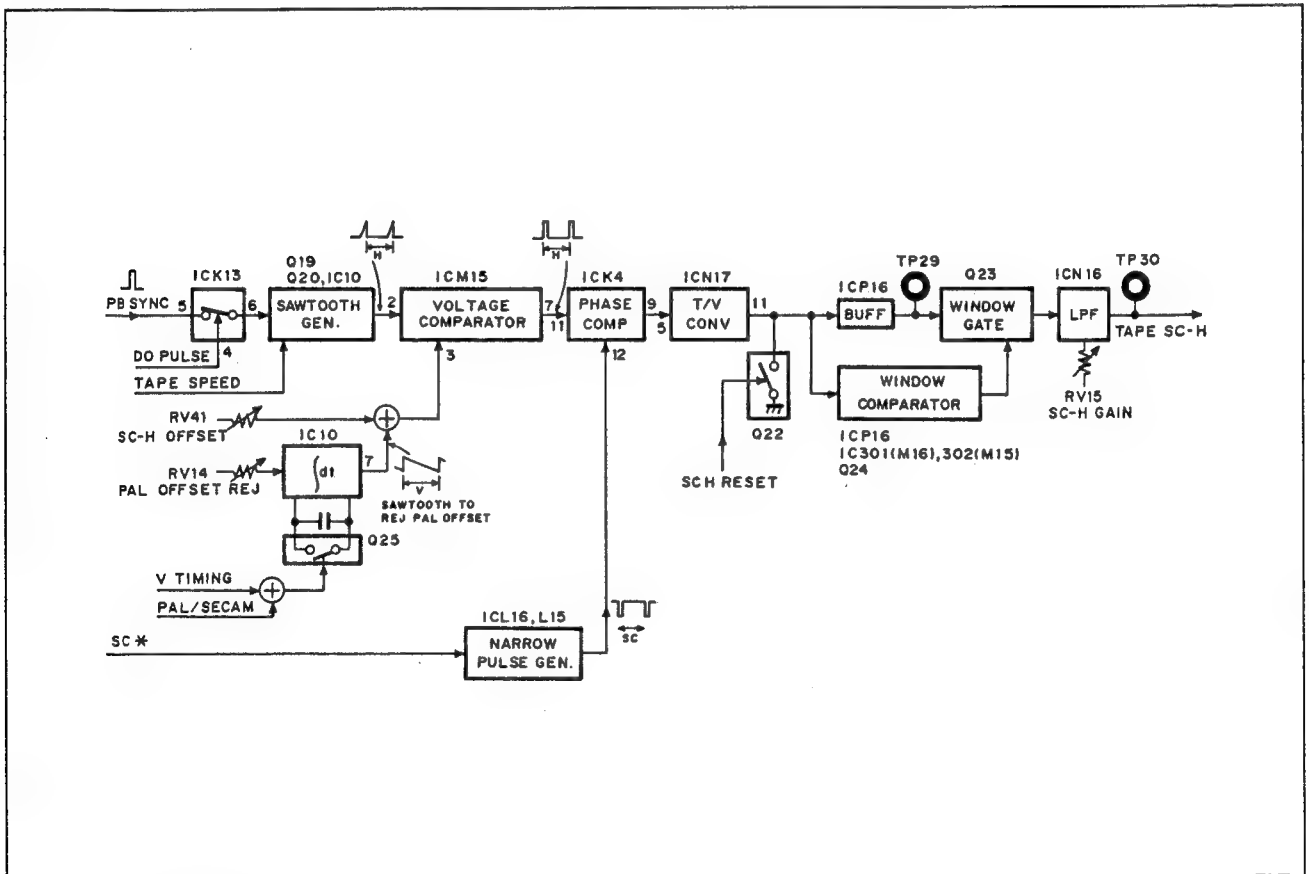 PB SYNC
5
ICK13
6
4
DO PULSE
TAPE SPEED
Q19
Q20, IC10
SAWTOOTH
GEN.
H
2
ICM15
VOLTAGE
COMPARATOR
3
7
11
H
ICK4
PHASE
COMP
12
9
5
ICN17
T/V
CONV
11
ICP16
BUFF
TP29
Q23
WINDOW
GATE
ICN16
LPF
TP30
TAPE SC-H
RV15
SC-H GAIN
WINDOW
COMPARATOR
ICP16
IC301(M16),302(M15)
Q24
Q22
SCH RESET
RV41
SC-H OFFSET
RV14
PAL OFFSET REJ
IC10
∫dt
7
V
SAWTOOTH TO
REJ PAL OFFSET
Q25
V TIMING
PAL/SECAM
SC*
ICL16, L15
NARROW
PULSE GEN.
SC